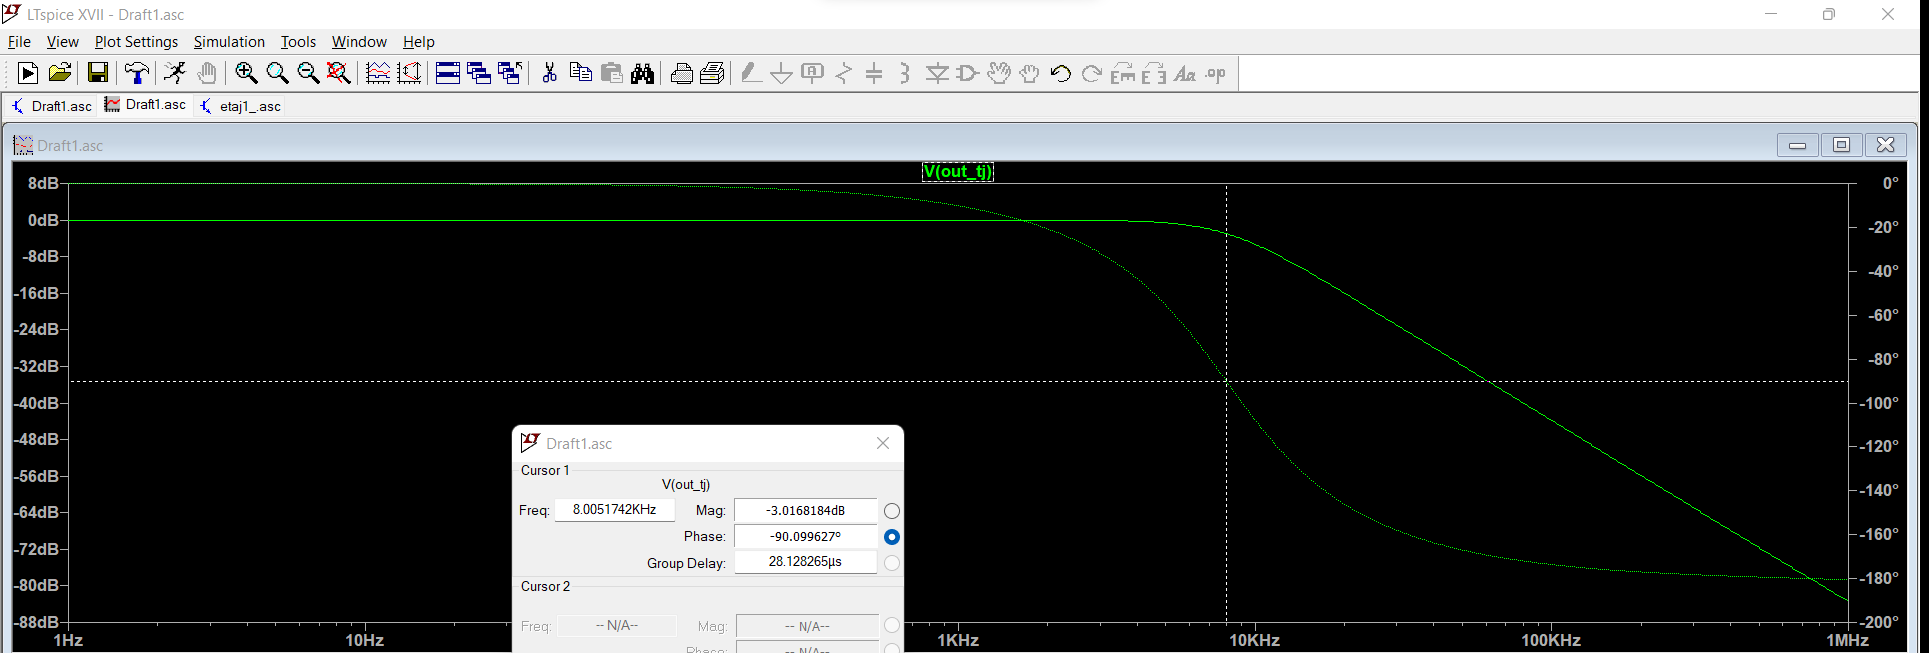 LTspice XVII - Draft1.asc
File View Plot Settings Simulation Tools Window Help
Draft1.asc Draft1.asc etaj1_.asc
Draft1.asc
V(out_tj)
8dB 0°
0dB -20°
-8dB -40°
-16dB -60°
-24dB -80°
-32dB -100°
-40dB -120°
-48dB -140°
-56dB -160°
-64dB -180°
-72dB -200°
-80dB
-88dB
1Hz 10Hz 1KHz 10KHz 100KHz 1MHz
Draft1.asc
Cursor 1
V(out_tj)
Freq: 8.0051742KHz Mag: -3.0168184dB
Phase: -90.099627°
Group Delay: 28.128265µs
Cursor 2
Freq: -- N/A-- Mag: -- N/A--
Phase: -- N/A--